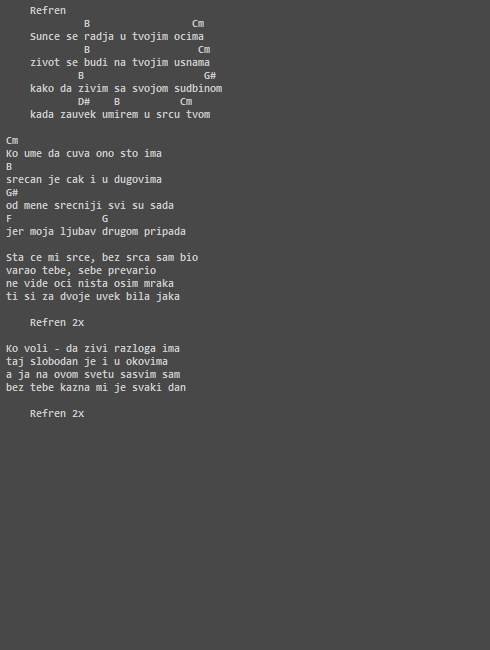 Refren
B Cm
Sunce se radja u tvojim ocima
B Cm
zivot se budi na tvojim usnama
B G#
kako da zivim sa svojom sudbinom
D# B Cm
kada zauvek umirem u srcu tvom
Cm
Ko ume da cuva ono sto ima
B
srecan je cak i u dugovima
G#
od mene srecniji svi su sada
F G
jer moja ljubav drugom pripada
Sta ce mi srce, bez srca sam bio
varao tebe, sebe prevario
ne vide oci nista osim mraka
ti si za dvoje uvek bila jaka
Refren 2x
Ko voli - da zivi razloga ima
taj slobodan je i u okovima
a ja na ovom svetu sasvim sam
bez tebe kazna mi je svaki dan
Refren 2x